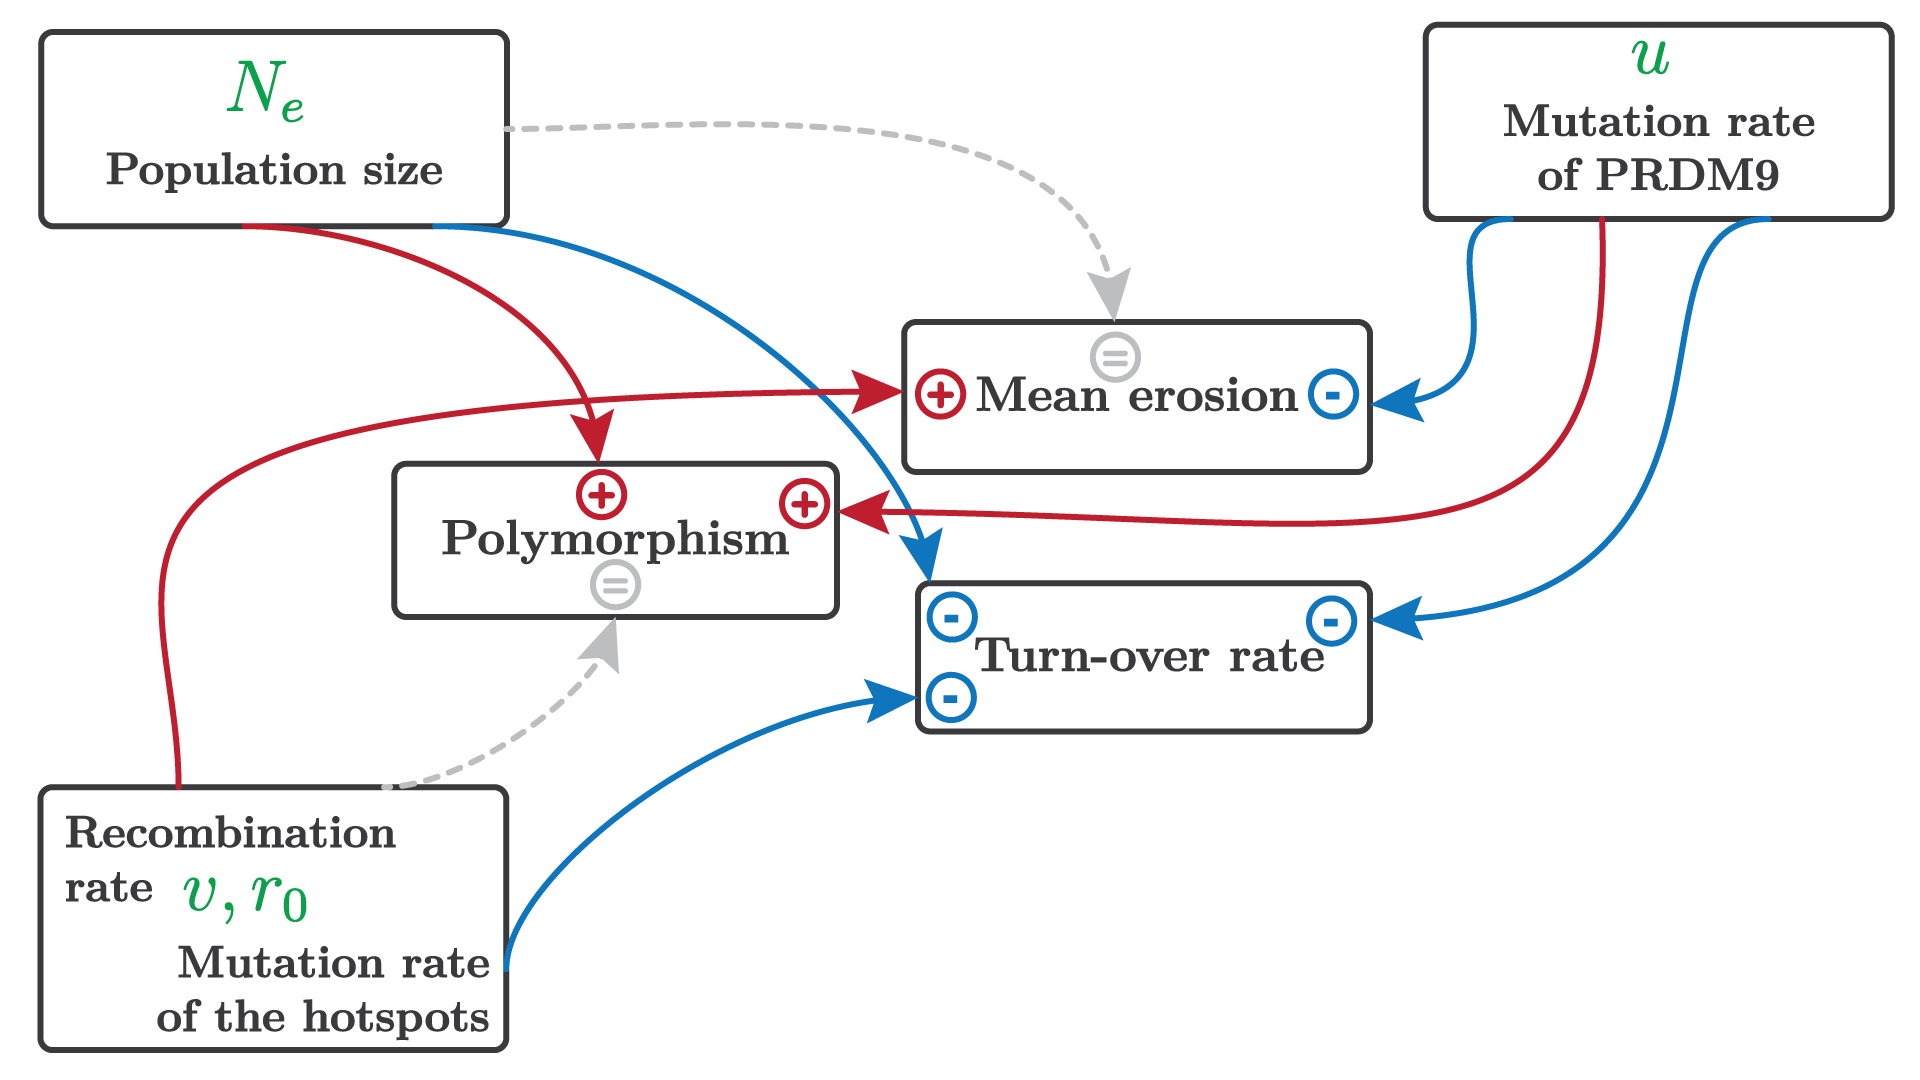 N_e
Population size
u
Mutation rate
of PRDM9
=
+ Mean erosion -
+ +
Polymorphism
=
- -
Turn-over rate
-
Recombination
rate v, r_0
Mutation rate
of the hotspots